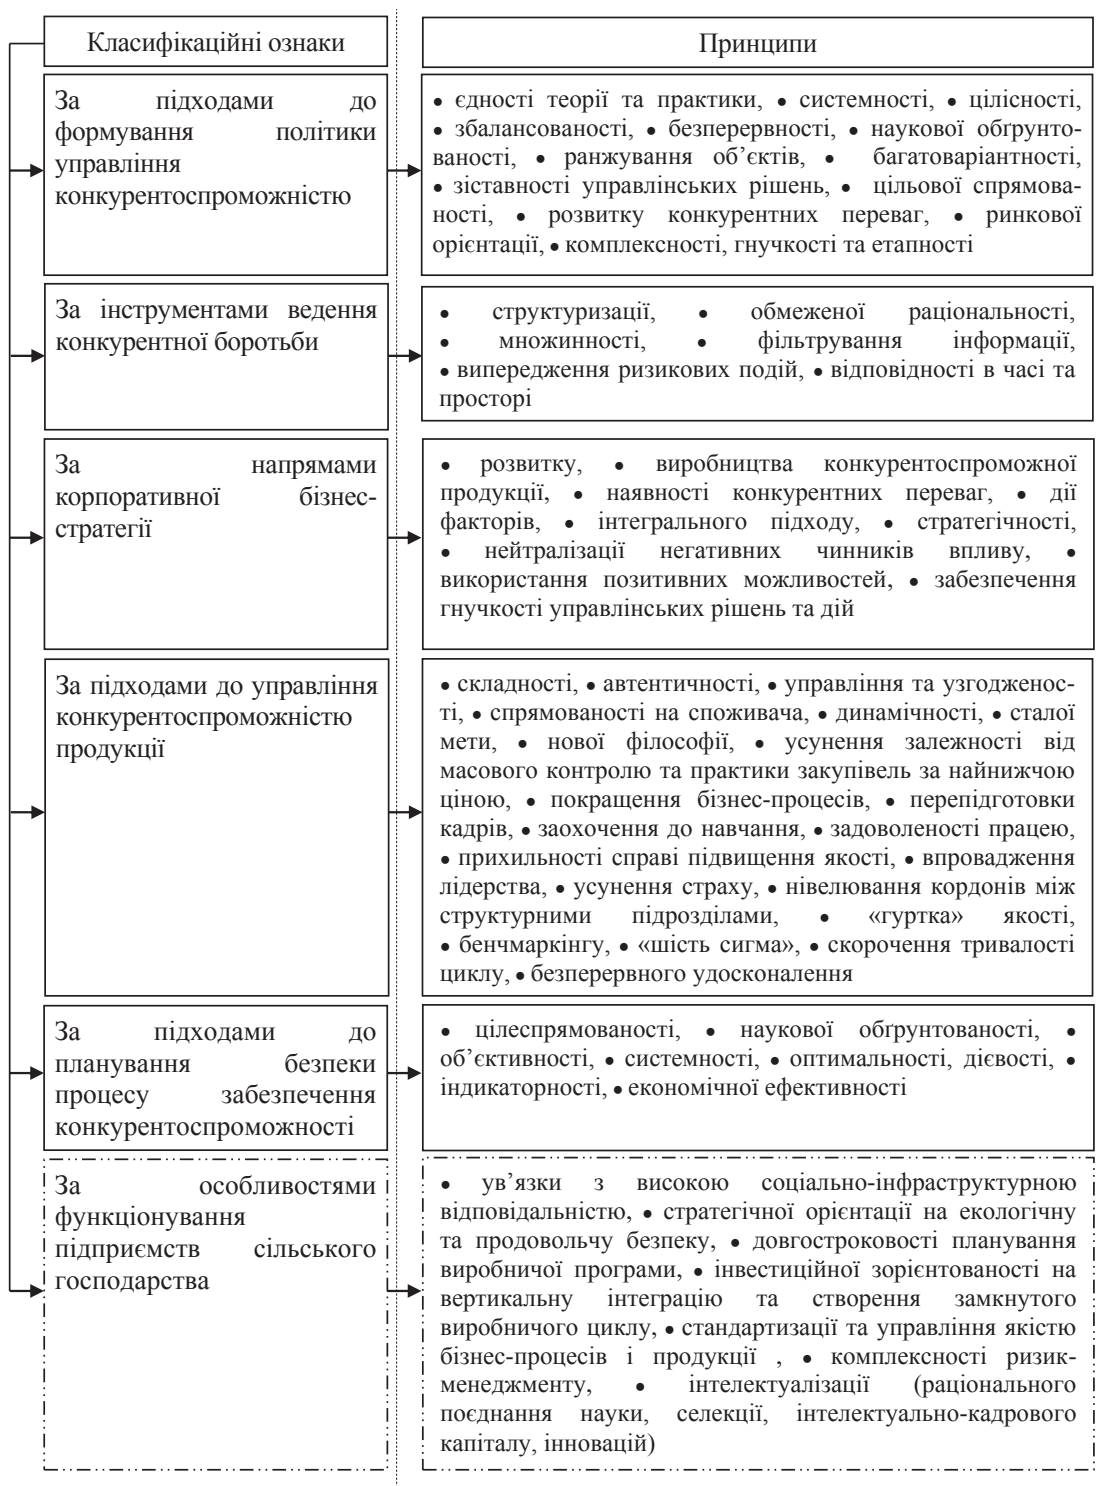 Класифікаційні ознаки
Принципи
За підходами до
формування політики
управління
конкурентоспроможністю
• єдності теорії та практики, • системності, • цілісності,
• збалансованості, • безперервності, • наукової обґрунто-
ваності, • ранжування об’єктів, • багатоваріантності,
• зіставності управлінських рішень, • цільової спрямова-
ності, • розвитку конкурентних переваг, • ринкової
орієнтації, • комплексності, гнучкості та етапності
За інструментами ведення
конкурентної боротьби
• структуризації, • обмеженої раціональності,
• множинності, • фільтрування інформації,
• випередження ризикових подій, • відповідності в часі та
просторі
За напрямами
корпоративної бізнес-
стратегії
• розвитку, • виробництва конкурентоспроможної
продукції, • наявності конкурентних переваг, • дії
факторів, • інтегрального підходу, • стратегічності,
• нейтралізації негативних чинників впливу, •
використання позитивних можливостей, • забезпечення
гнучкості управлінських рішень та дій
За підходами до управління
конкурентоспроможністю
продукції
• складності, • автентичності, • управління та узгодженос-
ті, • спрямованості на споживача, • динамічності, • сталої
мети, • нової філософії, • усунення залежності від
масового контролю та практики закупівель за найнижчою
ціною, • покращення бізнес-процесів, • перепідготовки
кадрів, • заохочення до навчання, • задоволеності працею,
• прихильності справі підвищення якості, • впровадження
лідерства, • усунення страху, • нівелювання кордонів між
структурними підрозділами, • «гуртка» якості,
• бенчмаркінгу, • «шість сигма», • скорочення тривалості
циклу, • безперервного удосконалення
За підходами до
планування безпеки
процесу забезпечення
конкурентоспроможності
• цілеспрямованості, • наукової обґрунтованості, •
об’єктивності, • системності, • оптимальності, дієвості, •
індикаторності, • економічної ефективності
За особливостями
функціонування
підприємств сільського
господарства
• ув’язки з високою соціально-інфраструктурною
відповідальністю, • стратегічної орієнтації на екологічну
та продовольчу безпеку, • довгостроковості планування
виробничої програми, • інвестиційної зорієнтованості на
вертикальну інтеграцію та створення замкнутого
виробничого циклу, • стандартизації та управління якістю
бізнес-процесів і продукції , • комплексності ризик-
менеджменту, • інтелектуалізації (раціонального
поєднання науки, селекції, інтелектуально-кадрового
капіталу, інновацій)